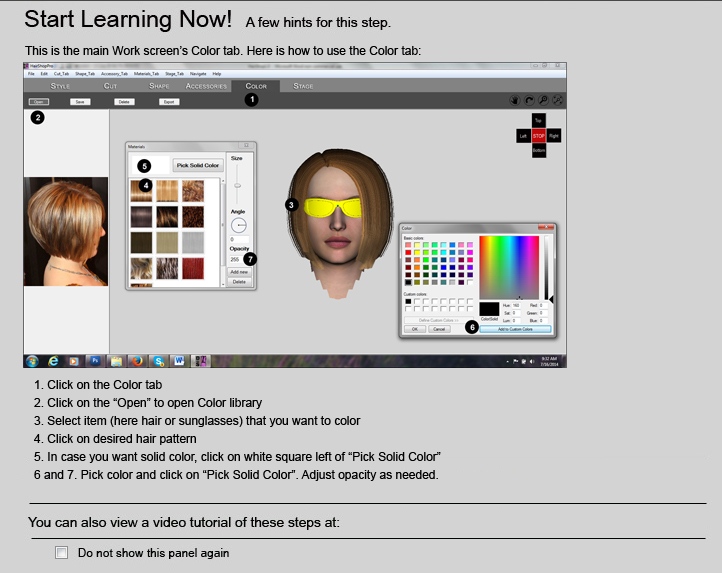 Start Learning Now! A few hints for this step.
This is the main Work screen's Color tab. Here is how to use the Color tab:
HairShopPro
File Edit Cut_Tab Shape_Tab Accessory_Tab Materials_Tab Stage_Tab Navigate Help
STYLE CUT SHAPE ACCESSORIES COLOR STAGE
Open Save Delete Export
1
2
Top
Left STOP Right
Bottom
Materials
5 Pick Solid Color
Size
4
Angle
0
Opacity
255 7
Add new
Delete
3
Color
Basic colors:
Custom colors:
Define Custom Colors >>
OK Cancel
Color|Solid
Hue: 160 Red: 0
Sat: 0 Green: 0
Lum: 0 Blue: 0
6 Add to Custom Colors
9:32 AM
7/25/2014
1. Click on the Color tab
2. Click on the “Open” to open Color library
3. Select item (here hair or sunglasses) that you want to color
4. Click on desired hair pattern
5. In case you want solid color, click on white square left of “Pick Solid Color”
6 and 7. Pick color and click on “Pick Solid Color”. Adjust opacity as needed.
You can also view a video tutorial of these steps at:
Do not show this panel again